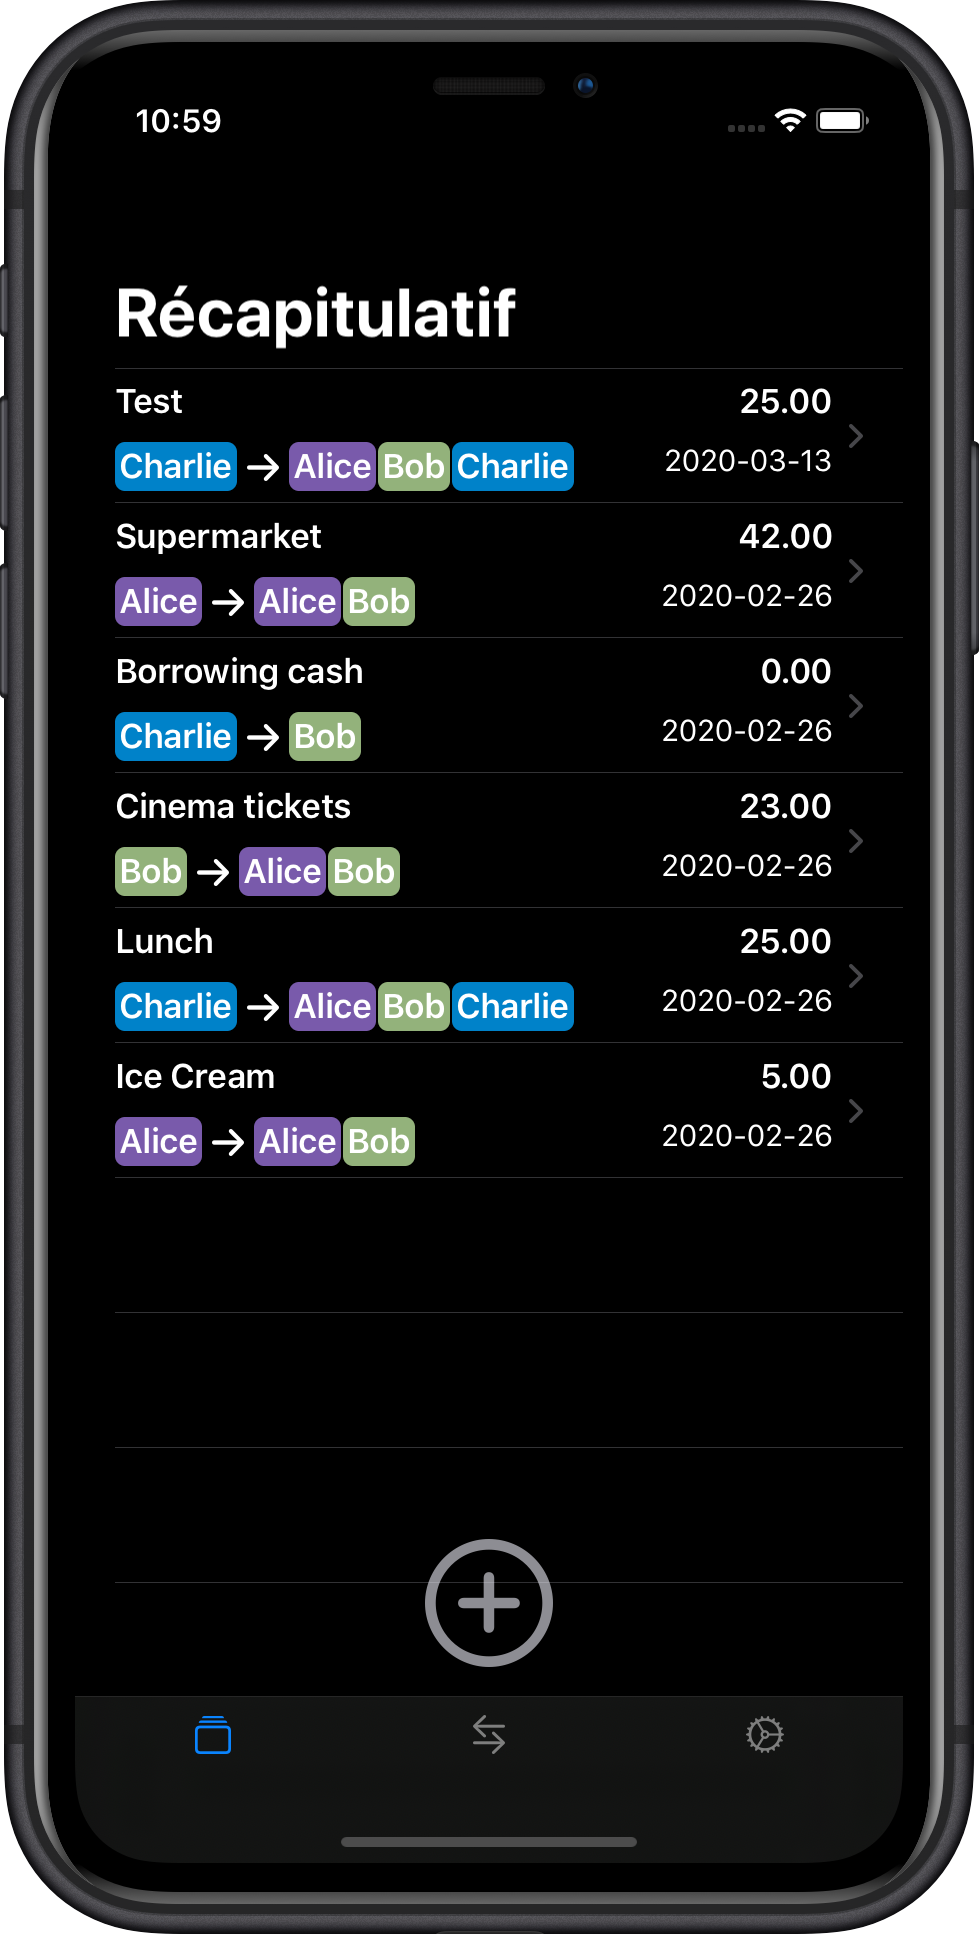 10:59
Récapitulatif
Test 25.00
Charlie → Alice Bob Charlie 2020-03-13
Supermarket 42.00
Alice → Alice Bob 2020-02-26
Borrowing cash 0.00
Charlie → Bob 2020-02-26
Cinema tickets 23.00
Bob → Alice Bob 2020-02-26
Lunch 25.00
Charlie → Alice Bob Charlie 2020-02-26
Ice Cream 5.00
Alice → Alice Bob 2020-02-26